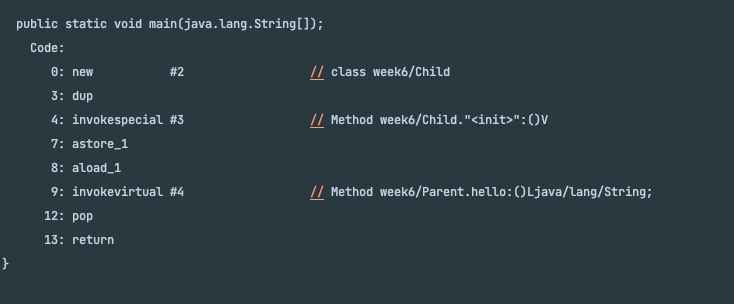 public static void main(java.lang.String[]);
Code:
0: new #2 // class week6/Child
3: dup
4: invokespecial #3 // Method week6/Child."<init>":()V
7: astore_1
8: aload_1
9: invokevirtual #4 // Method week6/Parent.hello:()Ljava/lang/String;
12: pop
13: return
}